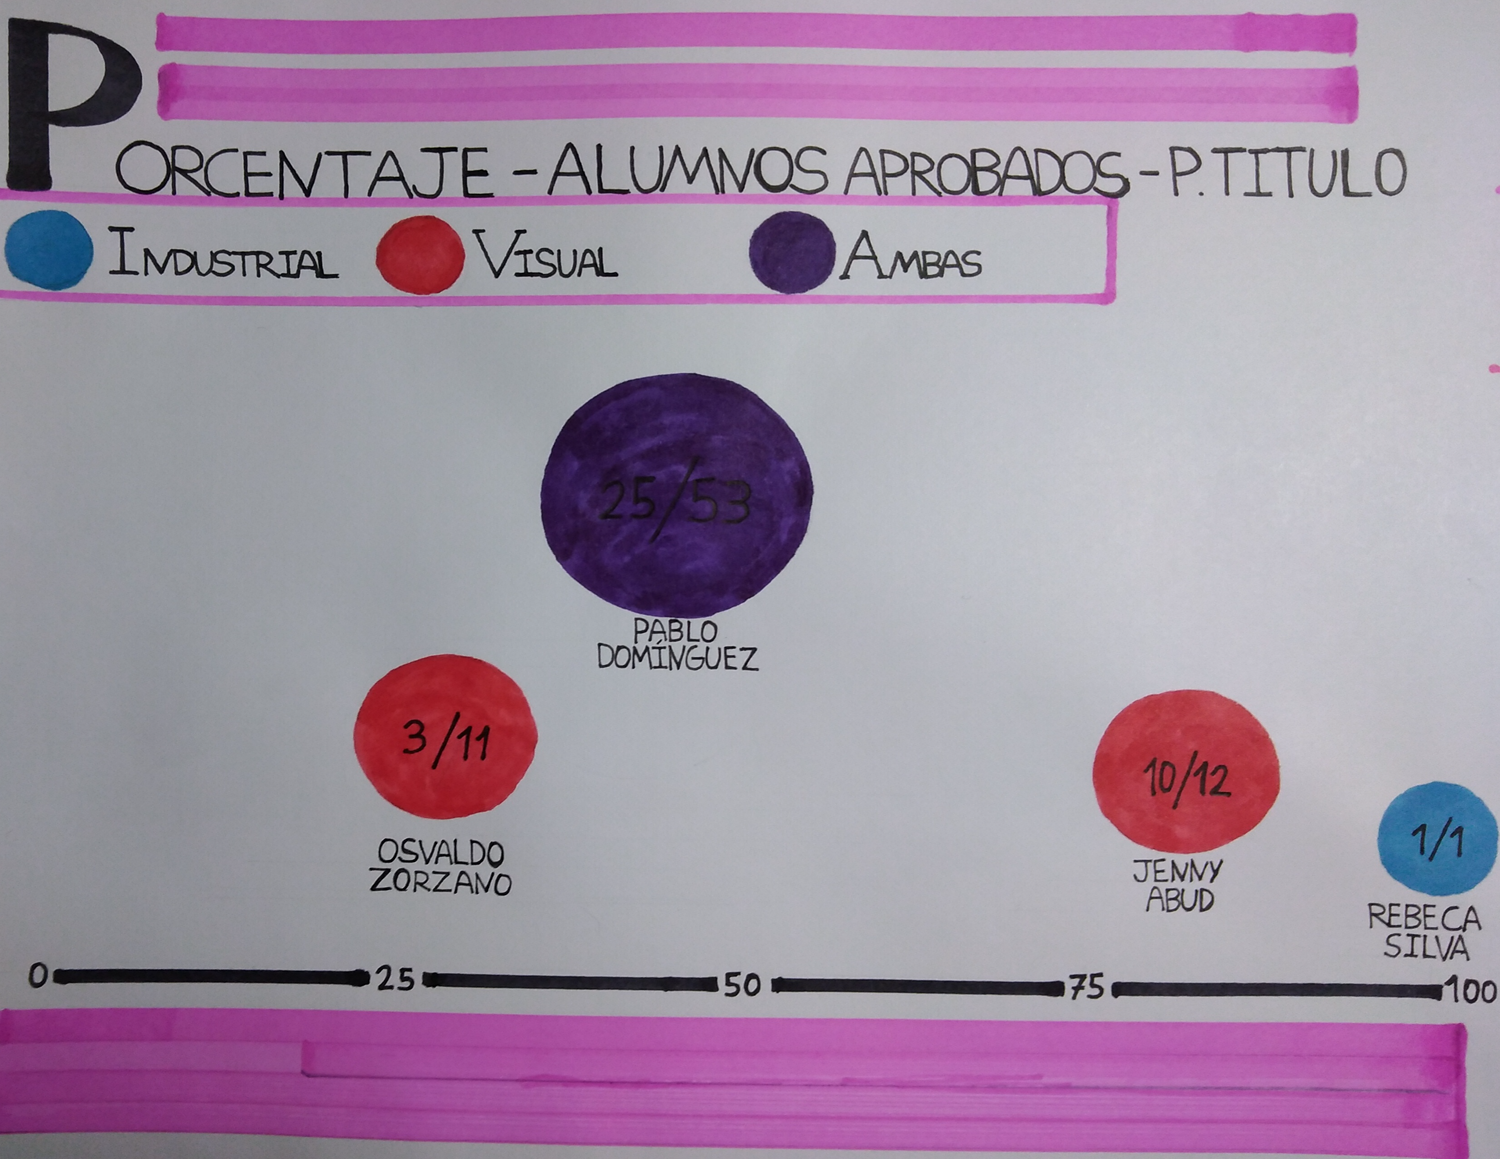 PORCENTAJE - ALUMNOS APROBADOS - P.TITULO
INDUSTRIAL VISUAL AMBAS
25/53
PABLO
DOMÍNGUEZ
3/11
OSVALDO
ZORZANO
10/12
JENNY
ABUD
1/1
REBECA
SILVA
0 25 50 75 100